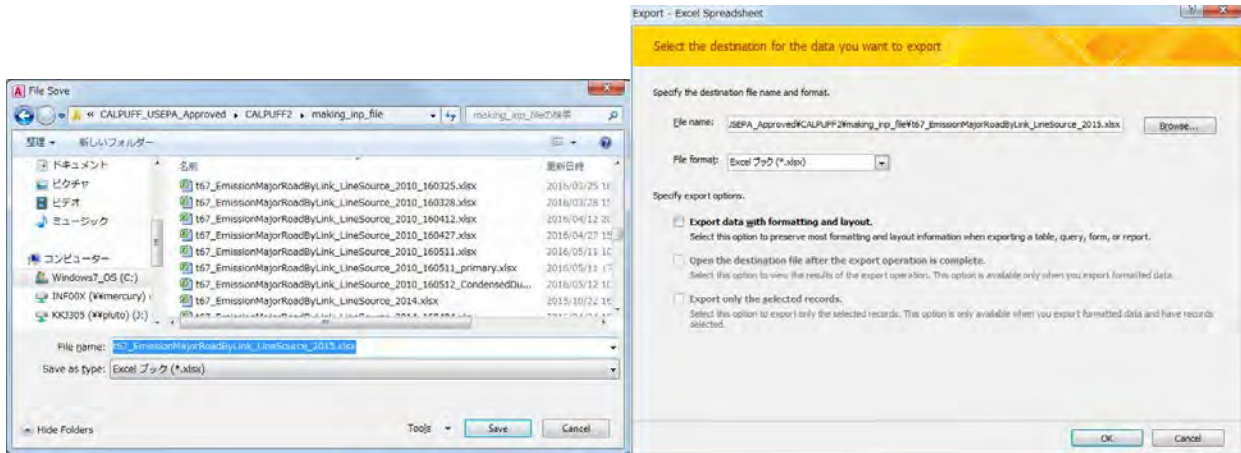 File Save
« CALPUFF_USEPA_Approved ▸ CALPUFF2 ▸ making_inp_file
making_inp_fileの検索
整理 新しいフォルダー
ドキュメント
ピクチャ
ビデオ
ミュージック
コンピューター
Windows7_OS (C:)
INF00X (¥¥mercury)
KKJ305 (¥¥pluto) (J:)
名前 更新日時
t67_EmissionMajorRoadByLink_LineSource_2010_160325.xlsx 2016/03/25
t67_EmissionMajorRoadByLink_LineSource_2010_160328.xlsx 2016/03/28
t67_EmissionMajorRoadByLink_LineSource_2010_160412.xlsx 2016/04/12
t67_EmissionMajorRoadByLink_LineSource_2010_160427.xlsx 2016/04/27
t67_EmissionMajorRoadByLink_LineSource_2010_160511.xlsx 2016/05/11
t67_EmissionMajorRoadByLink_LineSource_2010_160511_primary.xlsx 2016/05/11
t67_EmissionMajorRoadByLink_LineSource_2010_160512_CondensedDu... 2016/05/12
t67_EmissionMajorRoadByLink_LineSource_2014.xlsx 2015/10/22
File name: t67_EmissionMajorRoadByLink_LineSource_2015.xlsx
Save as type: Excel ブック (*.xlsx)
Hide Folders Tools Save Cancel
Export - Excel Spreadsheet
Select the destination for the data you want to export
Specify the destination file name and format.
File name: JSEPA_Approved¥CALPUFF2¥making_inp_file¥t67_EmissionMajorRoadByLink_LineSource_2015.xlsx Browse...
File format: Excel ブック (*.xlsx)
Specify export options.
Export data with formatting and layout.
Select this option to preserve most formatting and layout information when exporting a table, query, form, or report.
Open the destination file after the export operation is complete.
Select this option to view the results of the export operation. This option is available only when you export formatted data.
Export only the selected records.
Select this option to export only the selected records. This option is only available when you export formatted data and have records
selected.
OK Cancel